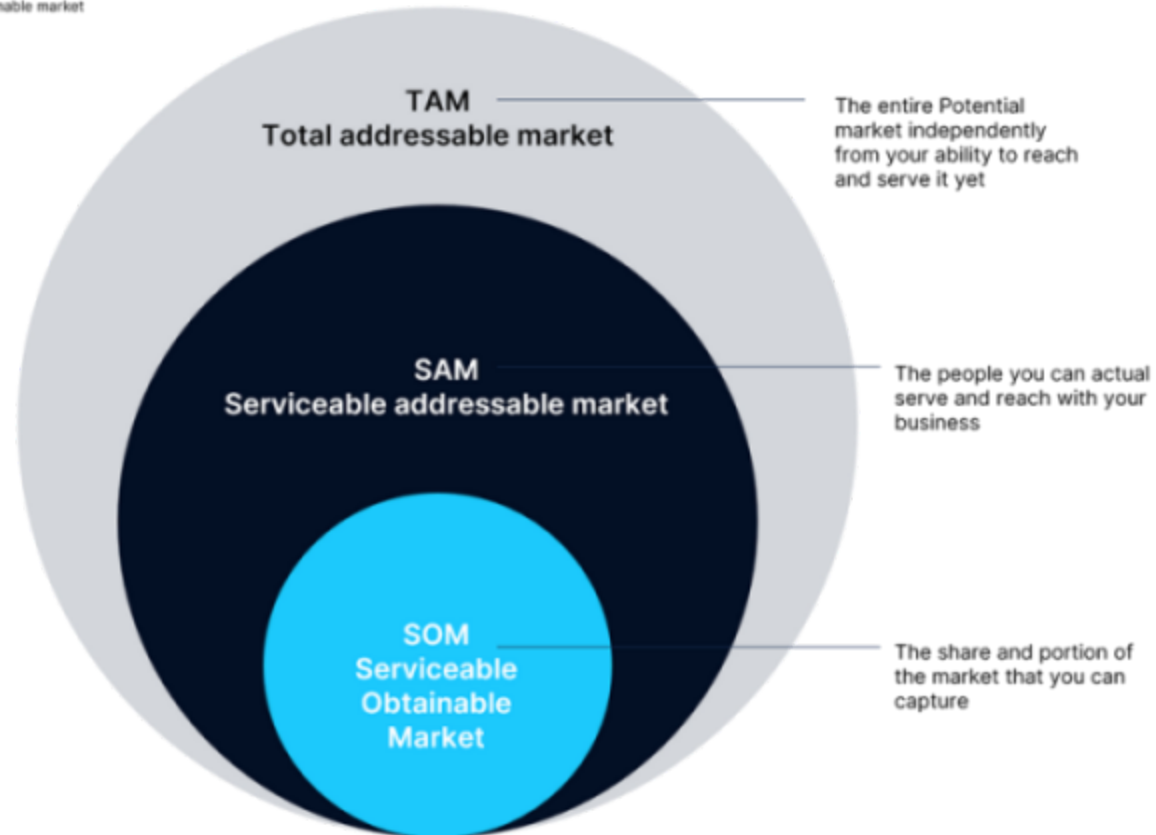 market
TAM
Total addressable market
The entire Potential
market independently
from your ability to reach
and serve it yet
SAM
Serviceable addressable market
The people you can actual
serve and reach with your
business
SOM
Serviceable
Obtainable
Market
The share and portion of
the market that you can
capture